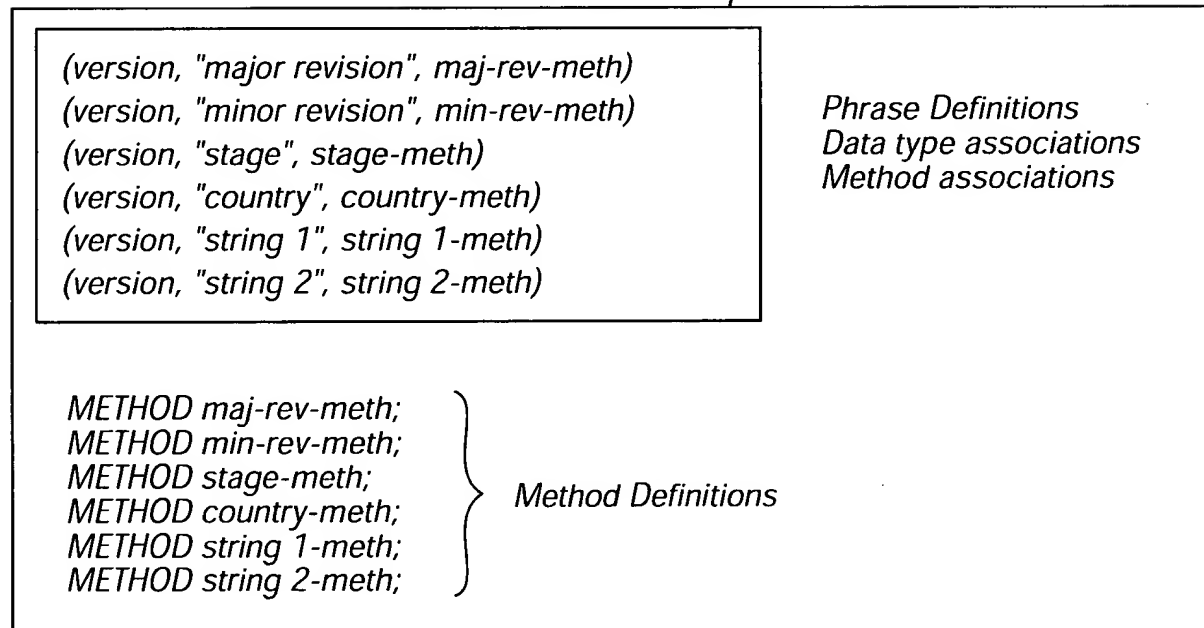 (version, "major revision", maj-rev-meth)
(version, "minor revision", min-rev-meth)
(version, "stage", stage-meth)
(version, "country", country-meth)
(version, "string 1", string 1-meth)
(version, "string 2", string 2-meth)
Phrase Definitions
Data type associations
Method associations
METHOD maj-rev-meth;
METHOD min-rev-meth;
METHOD stage-meth;
METHOD country-meth;
METHOD string 1-meth;
METHOD string 2-meth;
Method Definitions